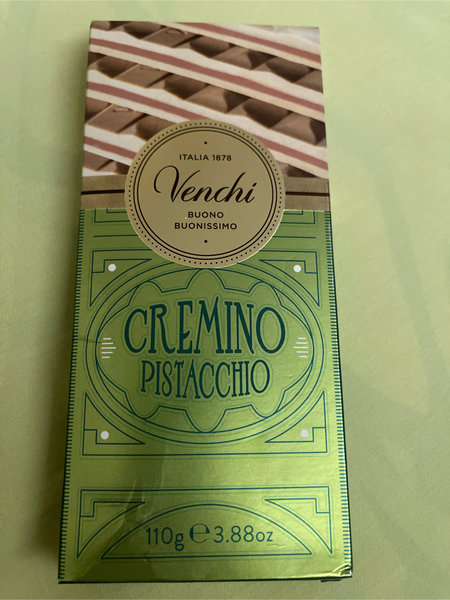 ITALIA 1878
Venchi
BUONO
BUONISSIMO
CREMINO
PISTACCHIO
110g ℮ 3.88oz